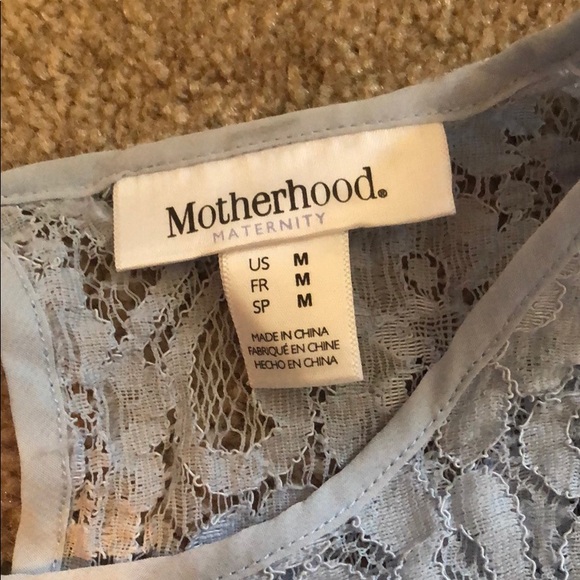 Motherhood®
MATERNITY
US M
FR M
SP M
MADE IN CHINA
FABRIQUÉ EN CHINE
HECHO EN CHINA